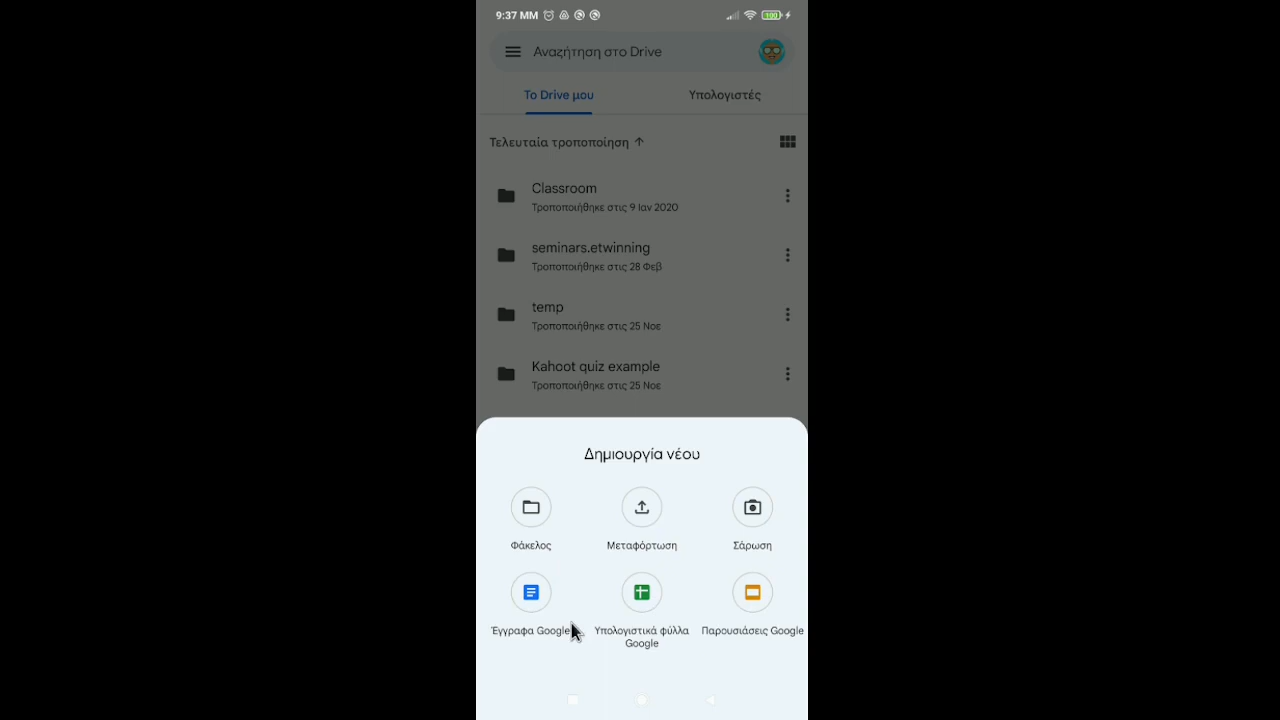 9:37 ΜΜ
100
Αναζήτηση στο Drive
Το Drive μου
Υπολογιστές
Τελευταία τροποποίηση
Classroom
Τροποποιήθηκε στις 9 Ιαν 2020
seminars.etwinning
Τροποποιήθηκε στις 28 Φεβ
temp
Τροποποιήθηκε στις 25 Νοε
Kahoot quiz example
Τροποποιήθηκε στις 25 Νοε
Δημιουργία νέου
Φάκελος
Μεταφόρτωση
Σάρωση
Έγγραφα Google
Υπολογιστικά φύλλα
Google
Παρουσιάσεις Google